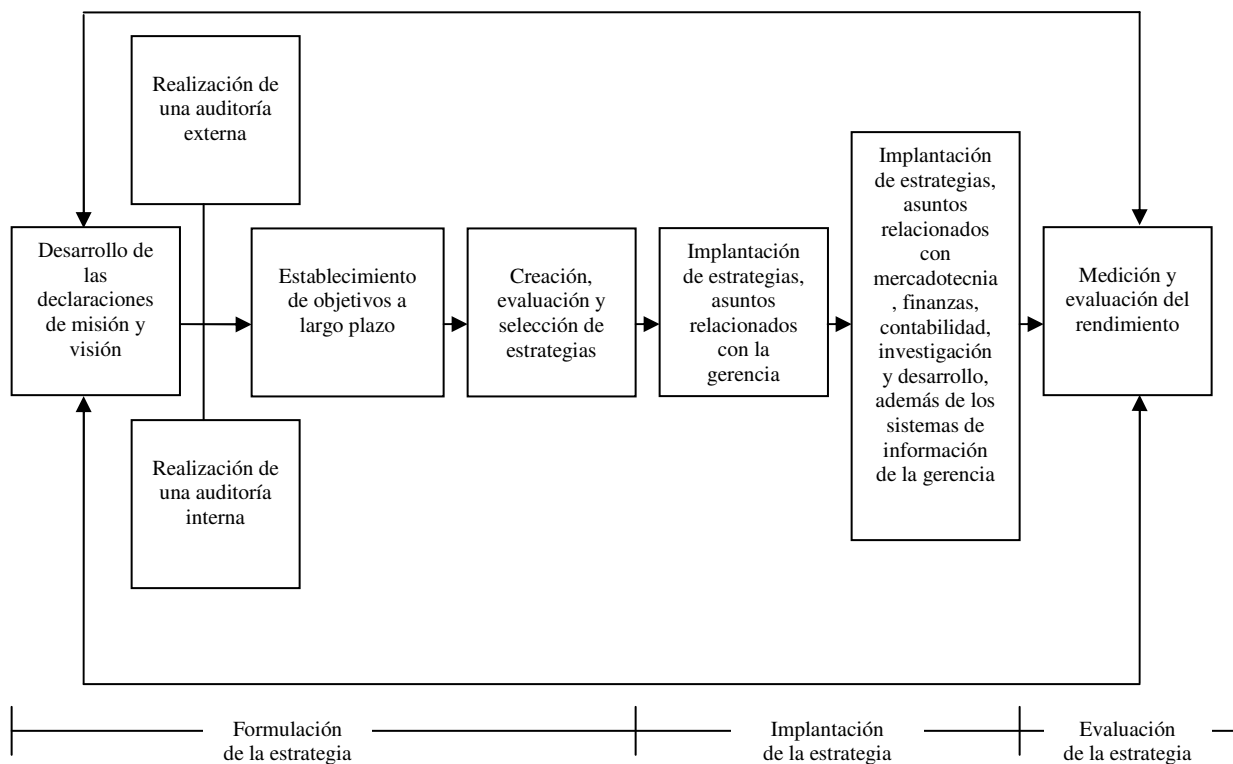 Realización de
una auditoría
externa
Desarrollo de
las
declaraciones
de misión y
visión
Establecimiento
de objetivos a
largo plazo
Creación,
evaluación y
selección de
estrategias
Implantación
de estrategias,
asuntos
relacionados
con la
gerencia
Implantación
de estrategias,
asuntos
relacionados
con
mercadotecnia
, finanzas,
contabilidad,
investigación
y desarrollo,
además de los
sistemas de
información
de la gerencia
Medición y
evaluación del
rendimiento
Realización de
una auditoría
interna
Formulación
de la estrategia
Implantación
de la estrategia
Evaluación
de la estrategia